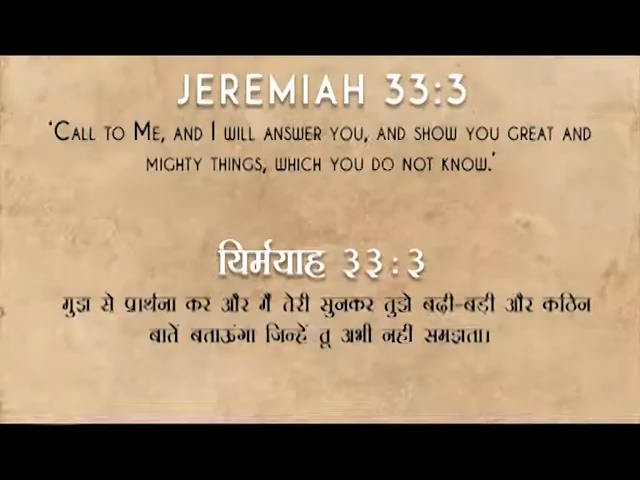 JEREMIAH 33:3
'CALL TO ME, AND I WILL ANSWER YOU, AND SHOW YOU GREAT AND
MIGHTY THINGS, WHICH YOU DO NOT KNOW.'
यिर्मयाह ३३:३
मुझ से प्रार्थना कर और मैं तेरी सुनकर तुझे बढ़ी-बड़ी और कठिन
बातें बताऊंगा जिन्हें तू अभी नहीं समझता।